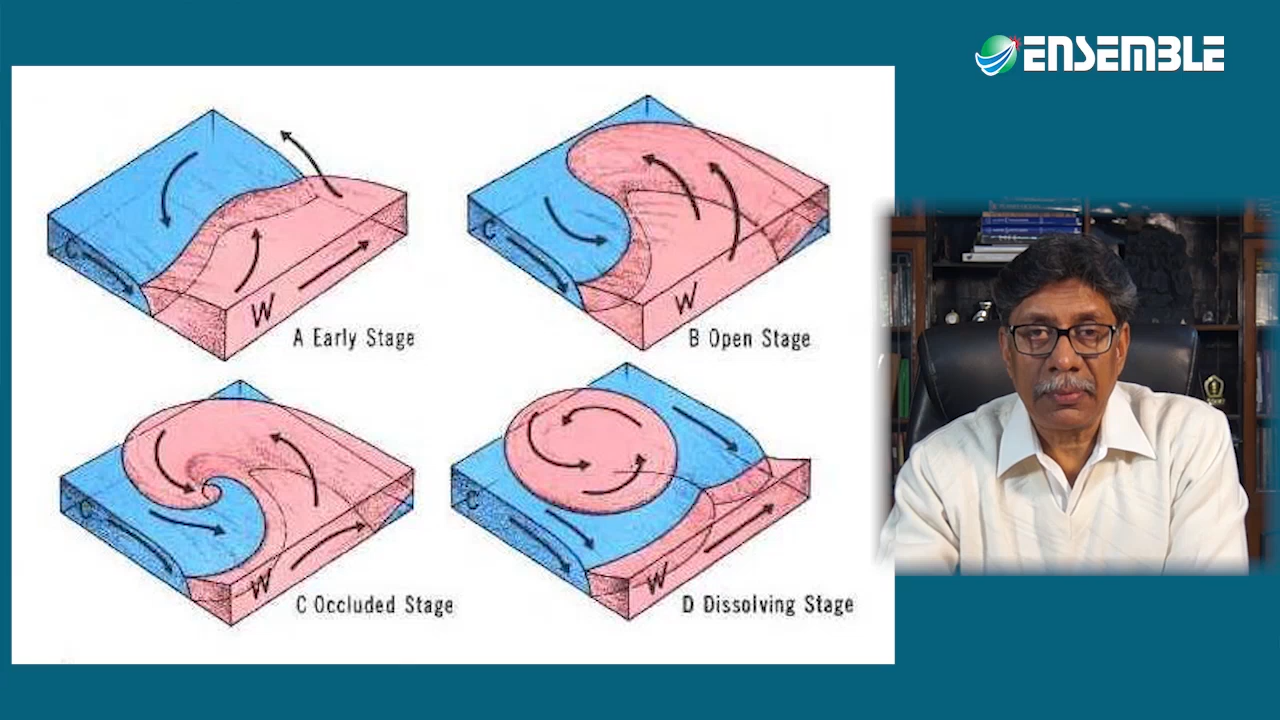 ENSEMBLE
C
W
A Early Stage
C
W
B Open Stage
C
W
C Occluded Stage
C
W
D Dissolving Stage